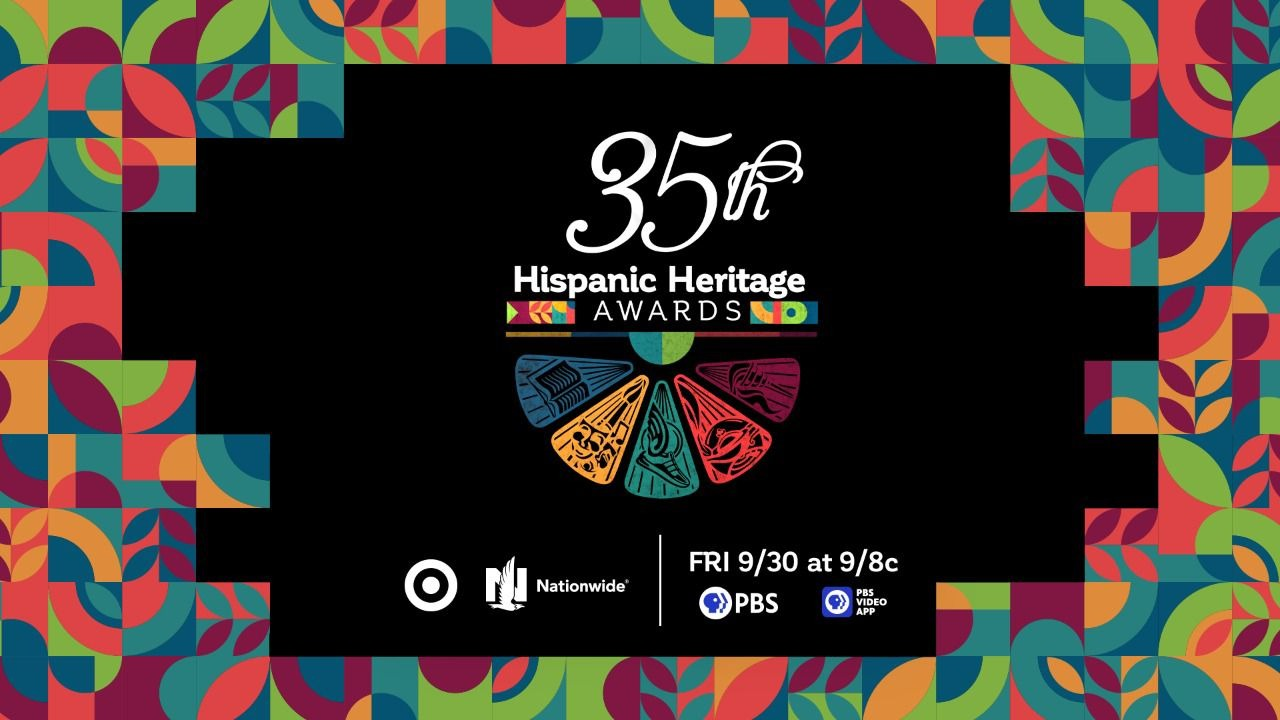 35th
Hispanic Heritage
AWARDS
Nationwide®
FRI 9/30 at 9/8c
PBS
PBS
VIDEO
APP